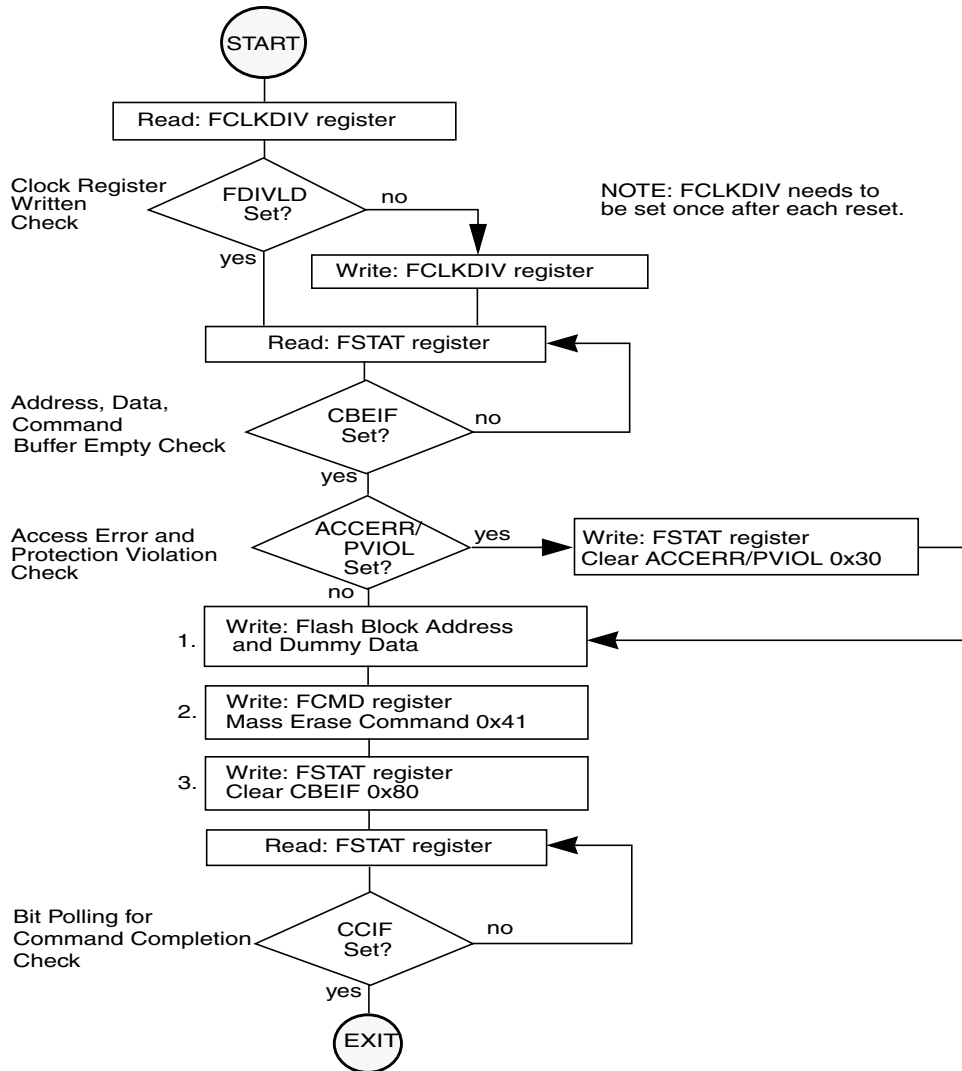 START
Read: FCLKDIV register
Clock Register
Written
Check
FDIVLD
Set?
no
NOTE: FCLKDIV needs to
be set once after each reset.
yes
Write: FCLKDIV register
Read: FSTAT register
Address, Data,
Command
Buffer Empty Check
CBEIF
Set?
no
yes
Access Error and
Protection Violation
Check
ACCERR/
PVIOL
Set?
yes
Write: FSTAT register
Clear ACCERR/PVIOL 0x30
no
1.
Write: Flash Block Address
and Dummy Data
2.
Write: FCMD register
Mass Erase Command 0x41
3.
Write: FSTAT register
Clear CBEIF 0x80
Read: FSTAT register
Bit Polling for
Command Completion
Check
CCIF
Set?
no
yes
EXIT